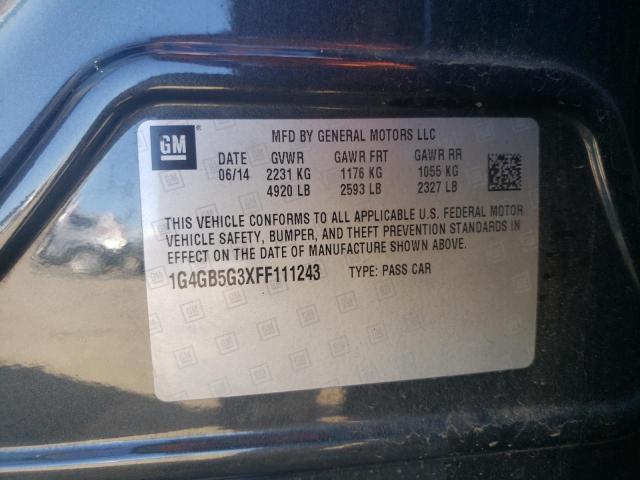 GM ®
MFD BY GENERAL MOTORS LLC
DATE GVWR GAWR FRT GAWR RR
06/14 2231 KG 1176 KG 1055 KG
4920 LB 2593 LB 2327 LB
THIS VEHICLE CONFORMS TO ALL APPLICABLE U.S. FEDERAL MOTOR
VEHICLE SAFETY, BUMPER, AND THEFT PREVENTION STANDARDS IN
EFFECT ON THE DATE OF MANUFACTURE SHOWN ABOVE.
1G4GB5G3XFF111243 TYPE: PASS CAR